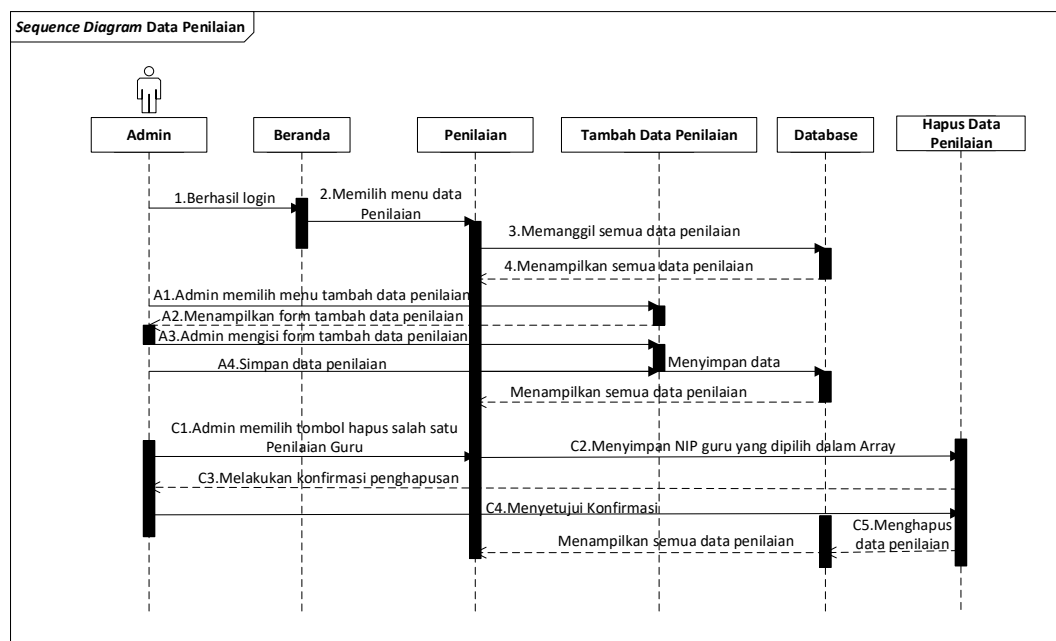 Sequence Diagram Data Penilaian
Admin
Beranda
Penilaian
Tambah Data Penilaian
Database
Hapus Data
Penilaian
1.Berhasil login
2.Memilih menu data
Penilaian
3.Memanggil semua data penilaian
4.Menampilkan semua data penilaian
A1.Admin memilih menu tambah data penilaian
A2.Menampilkan form tambah data penilaian
A3.Admin mengisi form tambah data penilaian
A4.Simpan data penilaian
Menyimpan data
Menampilkan semua data penilaian
C1.Admin memilih tombol hapus salah satu
Penilaian Guru
C2.Menyimpan NIP guru yang dipilih dalam Array
C3.Melakukan konfirmasi penghapusan
C4.Menyetujui Konfirmasi
C5.Menghapus
data penilaian
Menampilkan semua data penilaian